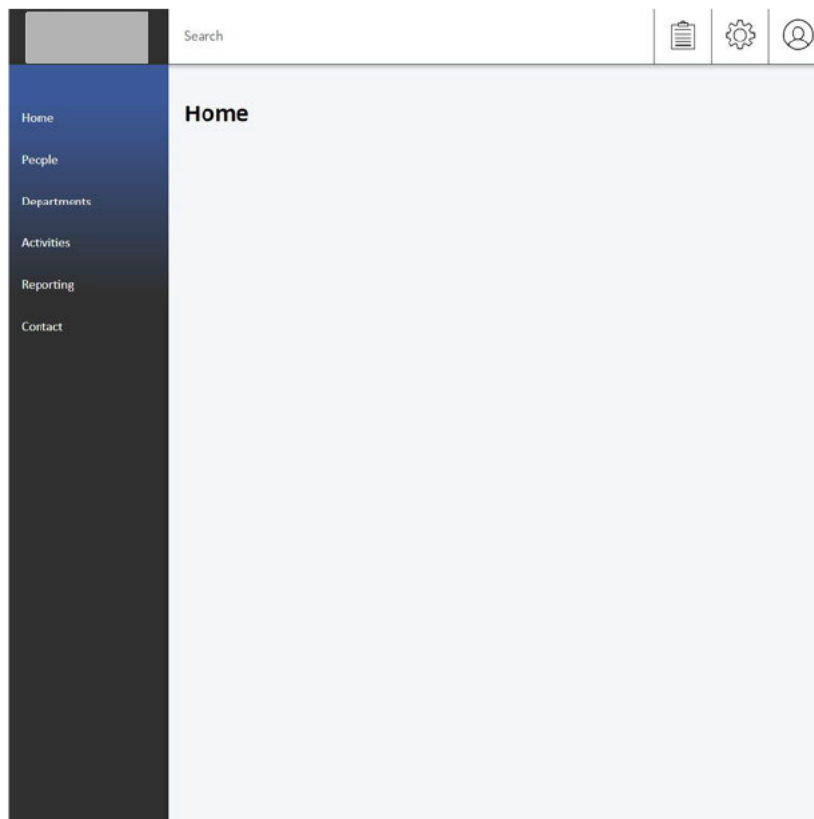 Search
Home
Home
People
Departments
Activities
Reporting
Contact